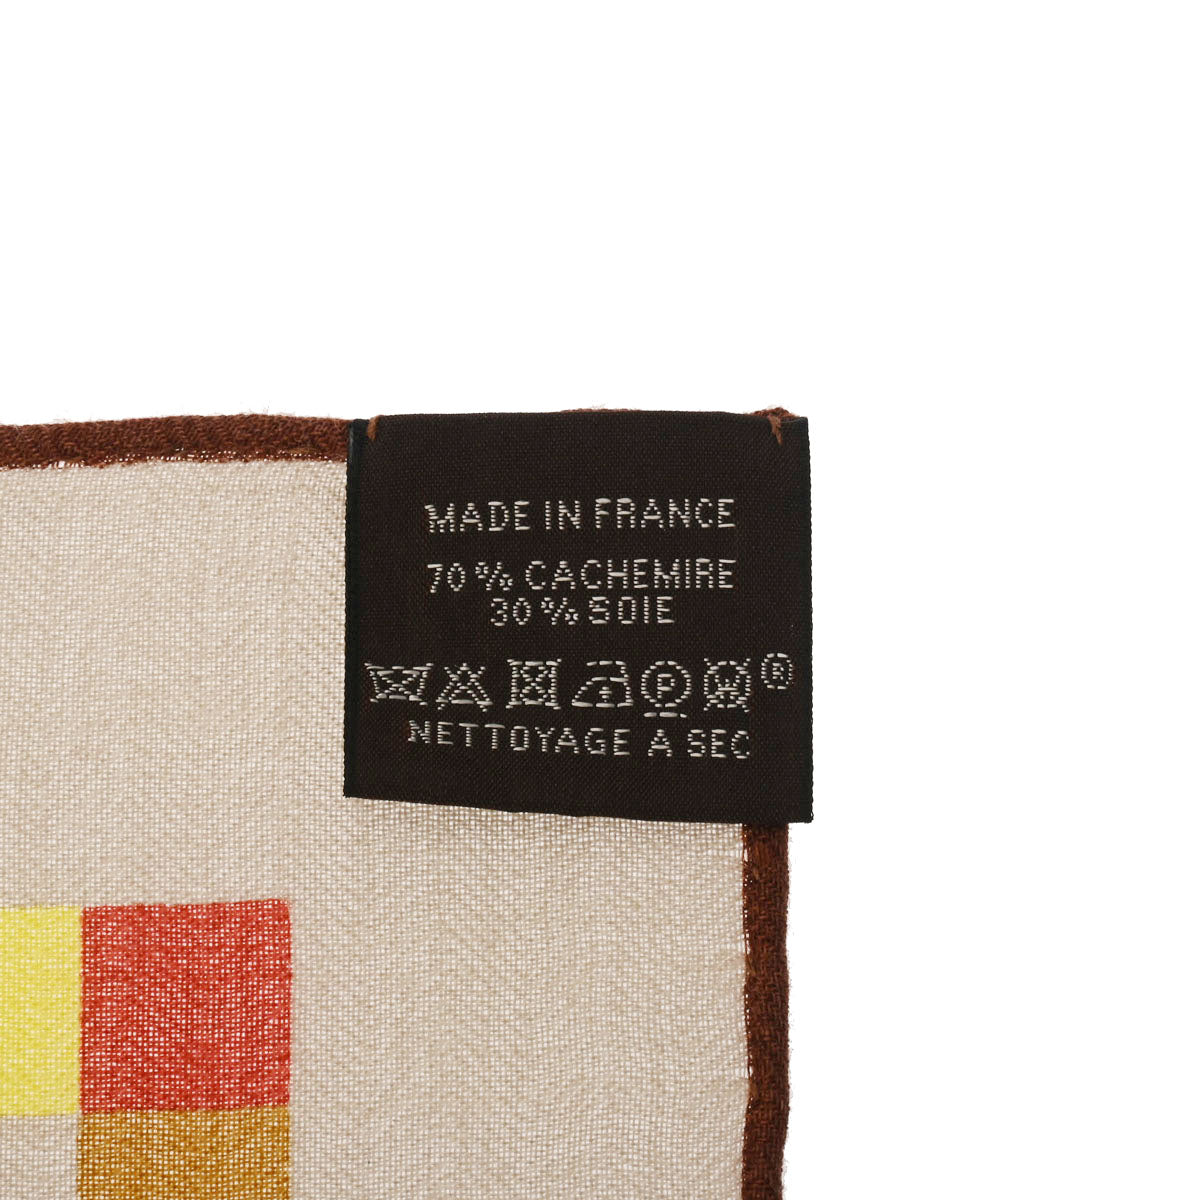 MADE IN FRANCE
70 % CACHEMIRE
30 % SOIE
P W ®
NETTOYAGE A SEC